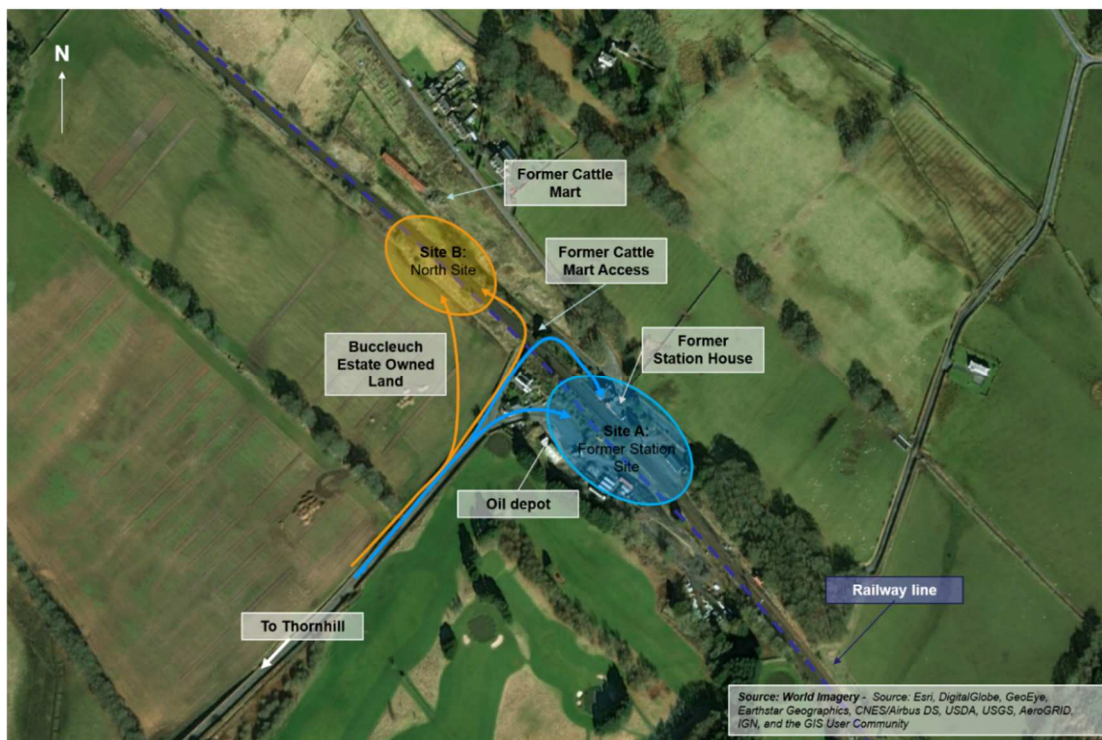 N
Former Cattle
Mart
Site B:
North Site
Former Cattle
Mart Access
Former
Station House
Buccleuch
Estate Owned
Land
Site A:
Former Station
Site
Oil depot
Railway line
To Thornhill
Source: World Imagery - Source: Esri, DigitalGlobe, GeoEye,
Earthstar Geographics, CNES/Airbus DS, USDA, USGS, AeroGRID,
IGN, and the GIS User Community